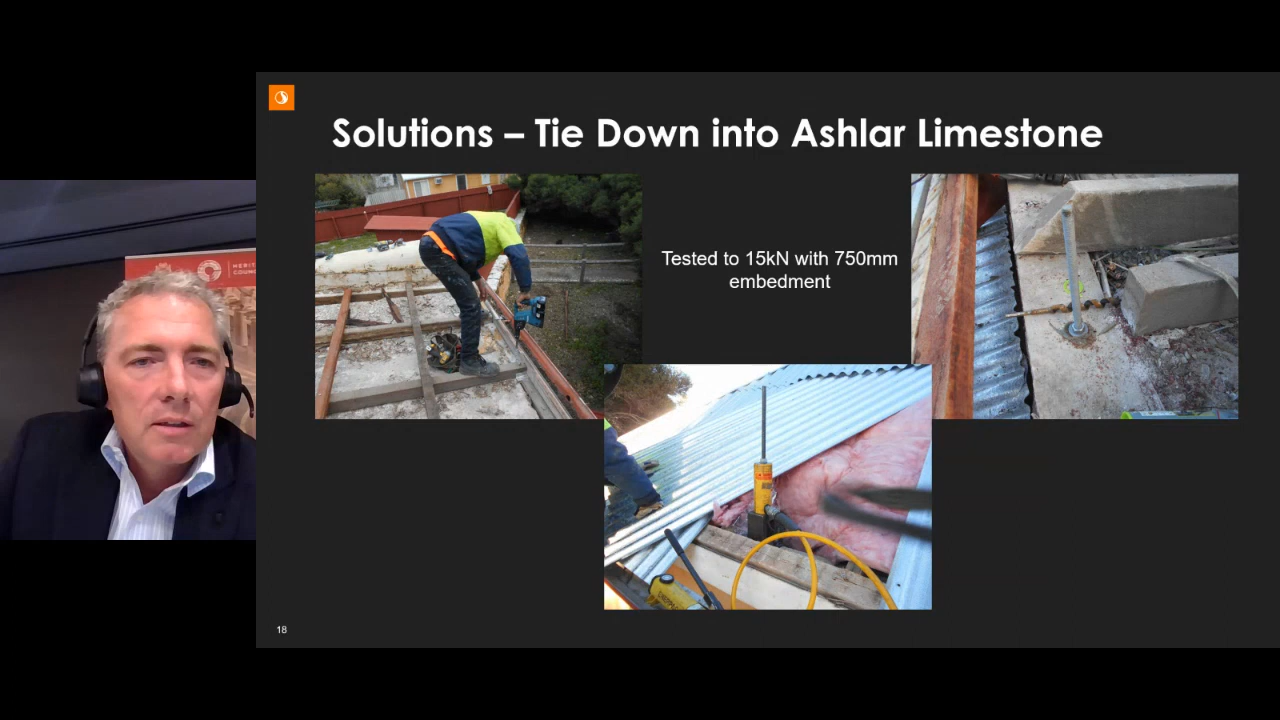 Solutions – Tie Down into Ashlar Limestone
Tested to 15kN with 750mm
embedment
18